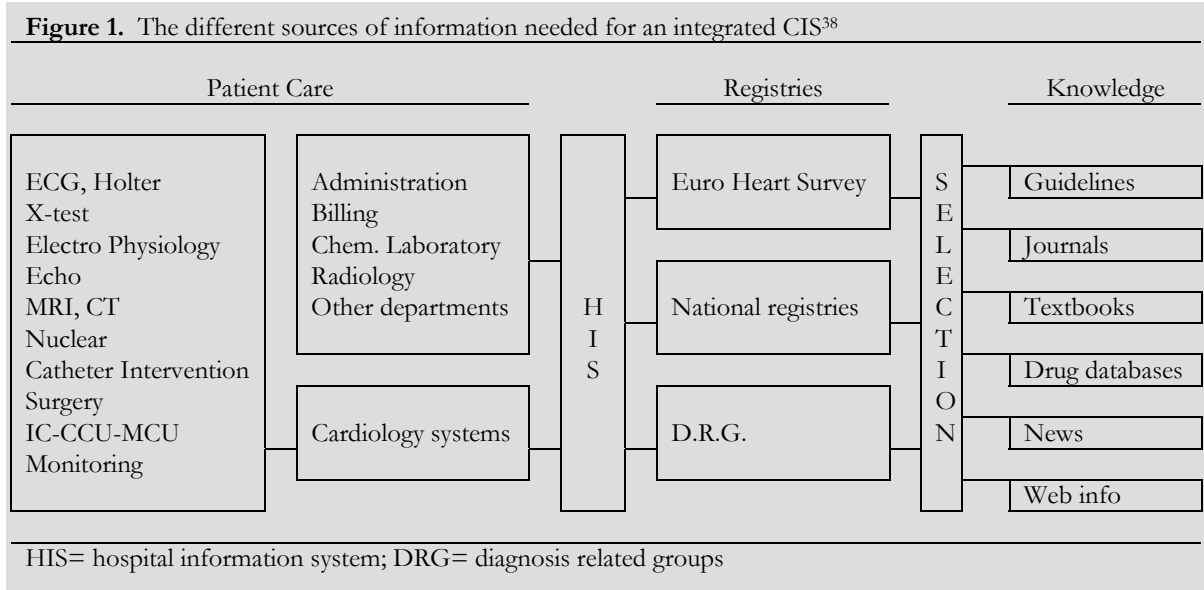 Figure 1. The different sources of information needed for an integrated CIS38
Patient Care
Registries
Knowledge
ECG, Holter
X-test
Electro Physiology
Echo
MRI, CT
Nuclear
Catheter Intervention
Surgery
IC-CCU-MCU
Monitoring
Administration
Billing
Chem. Laboratory
Radiology
Other departments
Cardiology systems
H
I
S
Euro Heart Survey
National registries
D.R.G.
S
E
L
E
C
T
I
O
N
Guidelines
Journals
Textbooks
Drug databases
News
Web info
HIS= hospital information system; DRG= diagnosis related groups